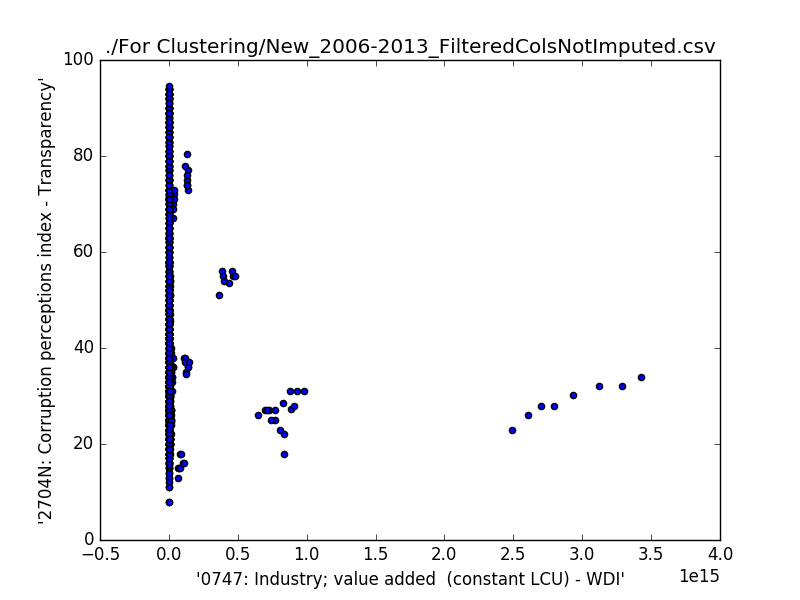 ./For Clustering/New_2006-2013_FilteredColsNotImputed.csv
100
80
60
40
20
0
'2704N: Corruption perceptions index - Transparency'
−0.5 0.0 0.5 1.0 1.5 2.0 2.5 3.0 3.5 4.0
1e15
'0747: Industry; value added  (constant LCU) - WDI'